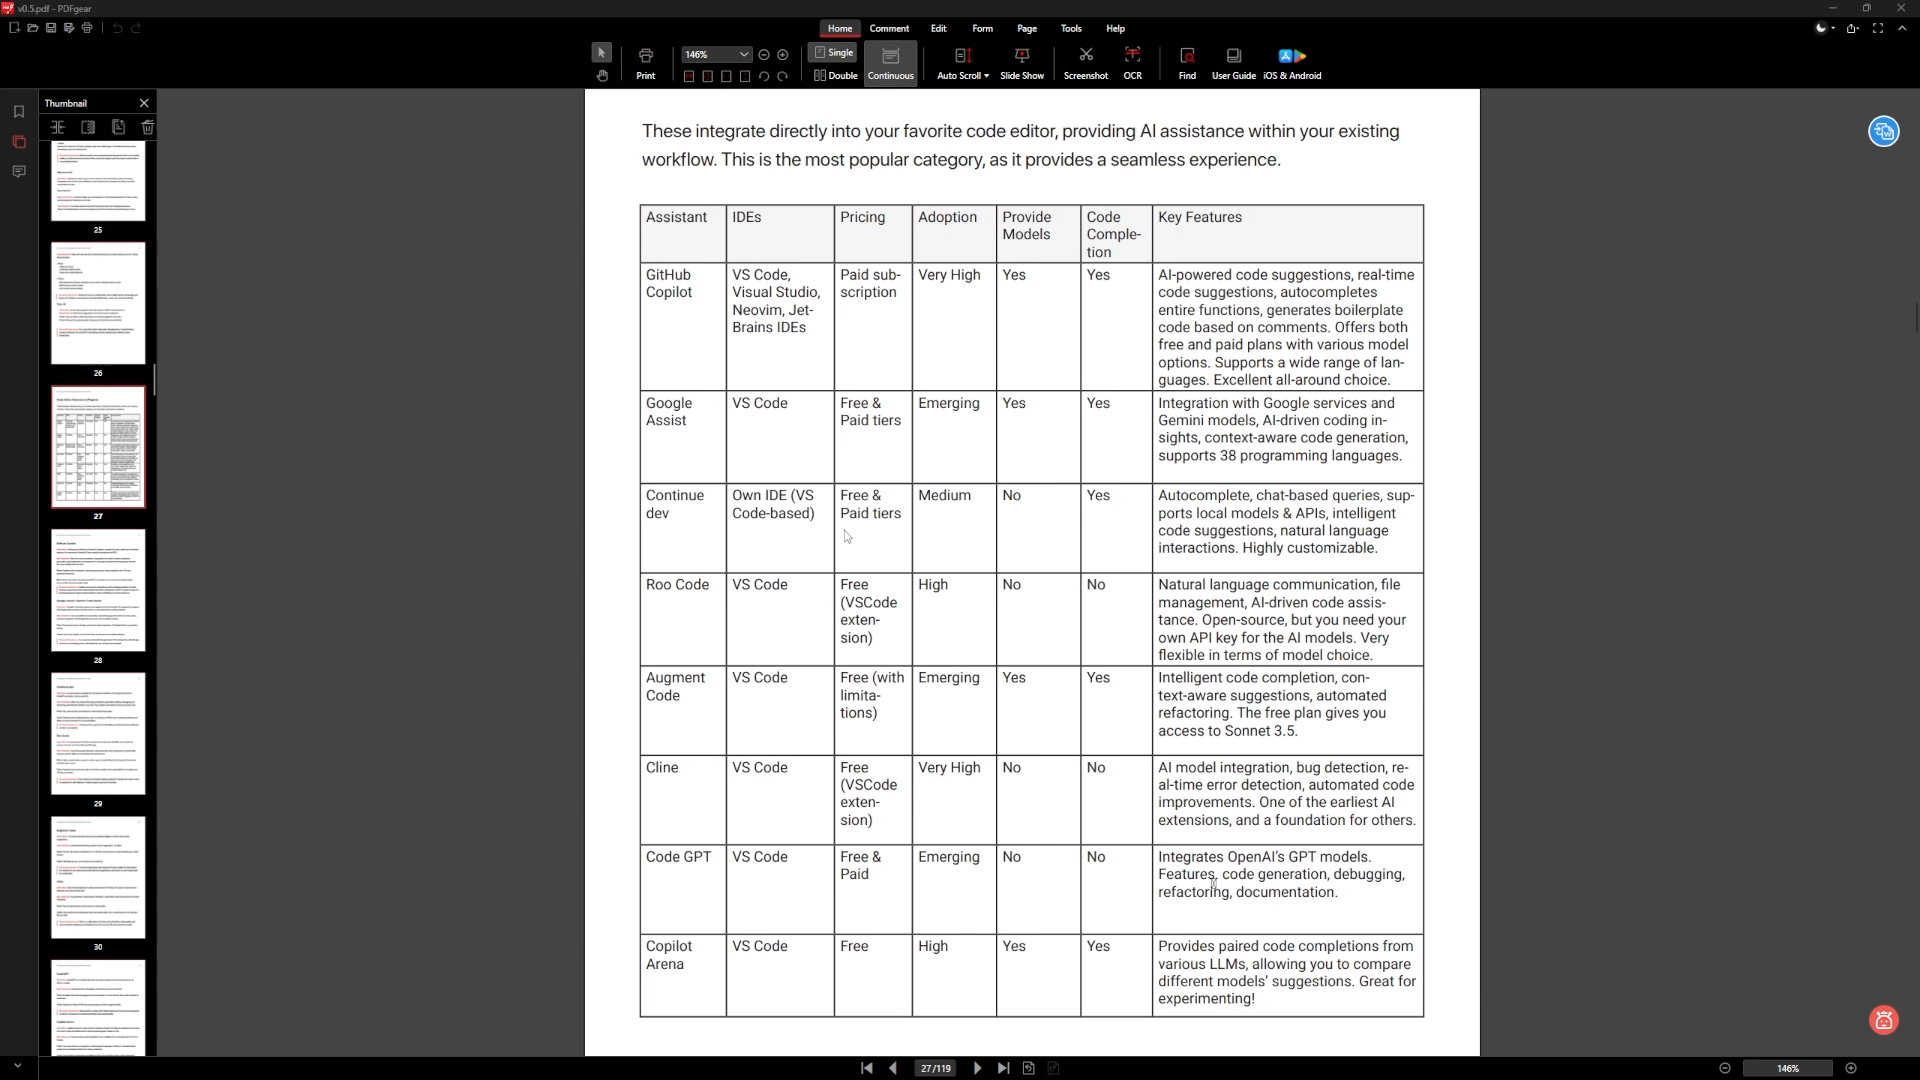 v0.5.pdf - PDFgear
Home Comment Edit Form Page Tools Help
146% Single
Print Double Continuous Auto Scroll Slide Show Screenshot OCR Find User Guide iOS & Android
Thumbnail
25
26
27
28
29
30
These integrate directly into your favorite code editor, providing AI assistance within your existing
workflow. This is the most popular category, as it provides a seamless experience.
Assistant IDEs Pricing Adoption Provide Models Code Comple-tion Key Features
GitHub
Copilot
VS Code,
Visual Studio,
Neovim, Jet-
Brains IDEs
Paid sub-
scription
Very High
Yes
Yes
AI-powered code suggestions, real-time
code suggestions, autocompletes
entire functions, generates boilerplate
code based on comments. Offers both
free and paid plans with various model
options. Supports a wide range of lan-
guages. Excellent all-around choice.
Google
Assist
VS Code
Free &
Paid tiers
Emerging
Yes
Yes
Integration with Google services and
Gemini models, AI-driven coding in-
sights, context-aware code generation,
supports 38 programming languages.
Continue
dev
Own IDE (VS
Code-based)
Free &
Paid tiers
Medium
No
Yes
Autocomplete, chat-based queries, sup-
ports local models & APIs, intelligent
code suggestions, natural language
interactions. Highly customizable.
Roo Code
VS Code
Free
(VSCode
exten-
sion)
High
No
No
Natural language communication, file
management, AI-driven code assis-
tance. Open-source, but you need your
own API key for the AI models. Very
flexible in terms of model choice.
Augment
Code
VS Code
Free (with
limita-
tions)
Emerging
Yes
Yes
Intelligent code completion, con-
text-aware suggestions, automated
refactoring. The free plan gives you
access to Sonnet 3.5.
Cline
VS Code
Free
(VSCode
exten-
sion)
Very High
No
No
AI model integration, bug detection, re-
al-time error detection, automated code
improvements. One of the earliest AI
extensions, and a foundation for others.
Code GPT
VS Code
Free &
Paid
Emerging
No
No
Integrates OpenAI's GPT models.
Features, code generation, debugging,
refactoring, documentation.
Copilot
Arena
VS Code
Free
High
Yes
Yes
Provides paired code completions from
various LLMs, allowing you to compare
different models' suggestions. Great for
experimenting!
27/119
146%